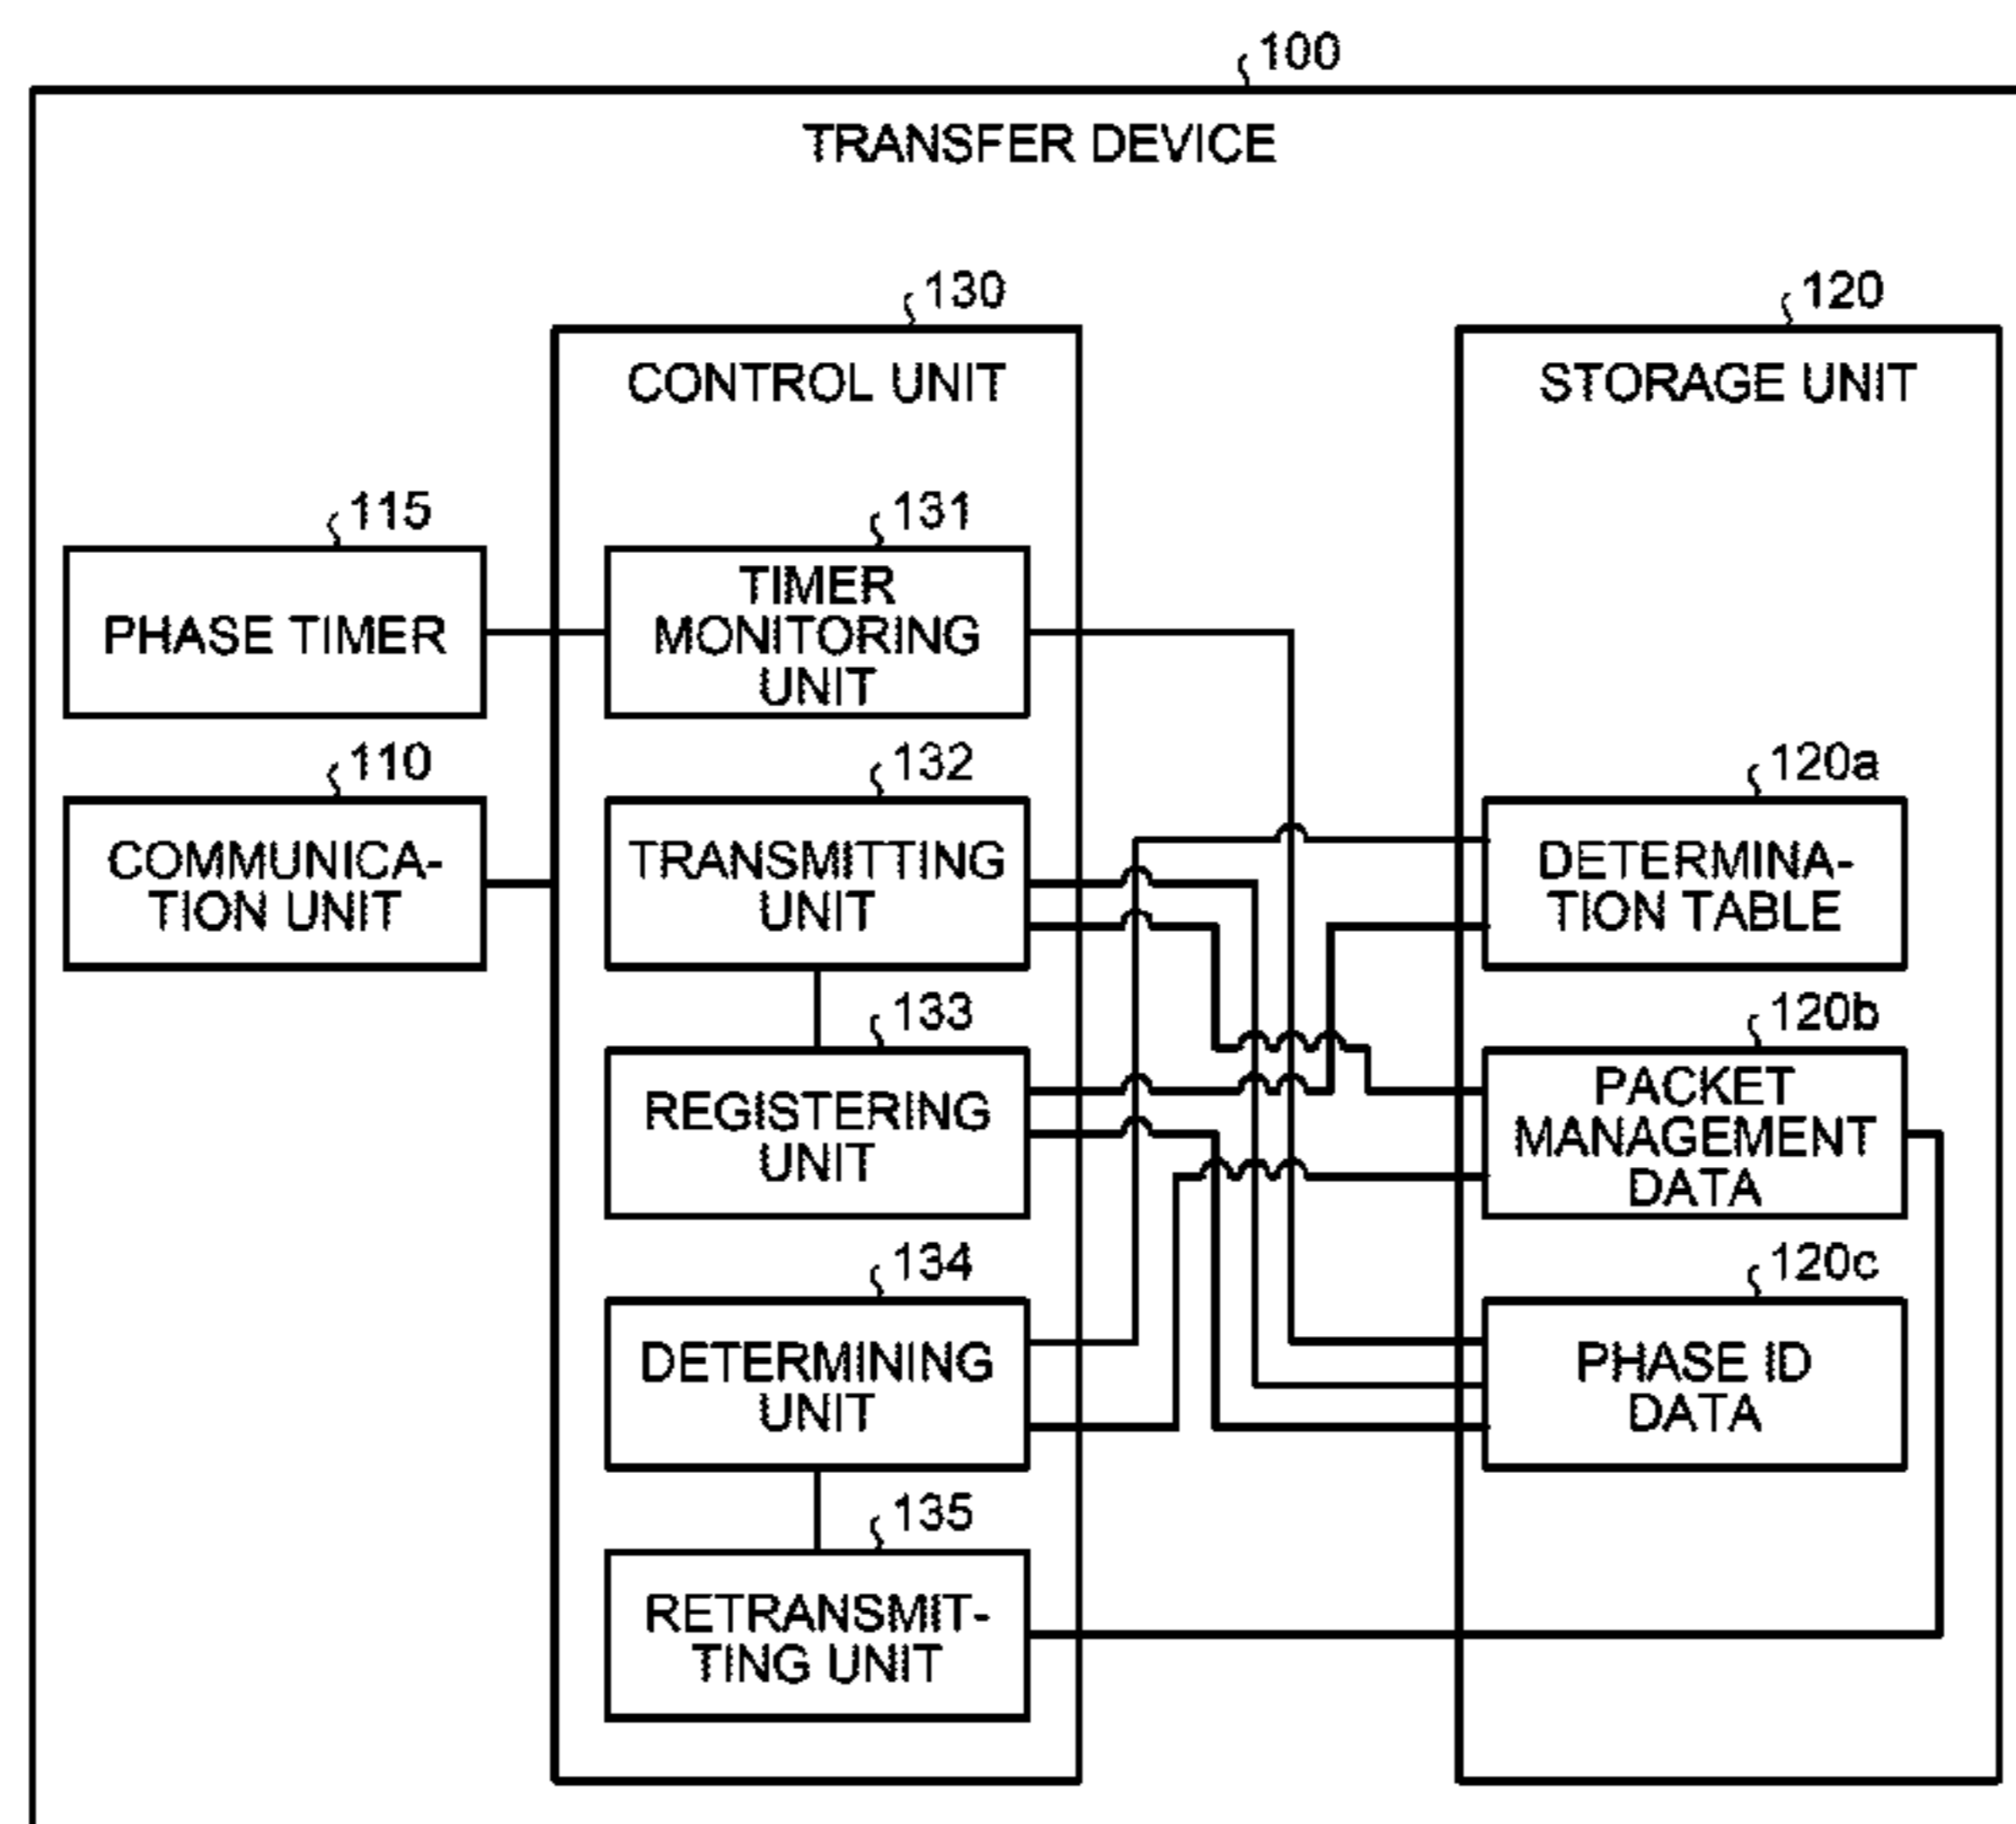 100
TRANSFER DEVICE
130
CONTROL UNIT
120
STORAGE UNIT
115
PHASE TIMER
131
TIMER
MONITORING
UNIT
110
COMMUNICA-
TION UNIT
132
TRANSMITTING
UNIT
120a
DETERMINA-
TION TABLE
133
REGISTERING
UNIT
120b
PACKET
MANAGEMENT
DATA
134
DETERMINING
UNIT
120c
PHASE ID
DATA
135
RETRANSMIT-
TING UNIT